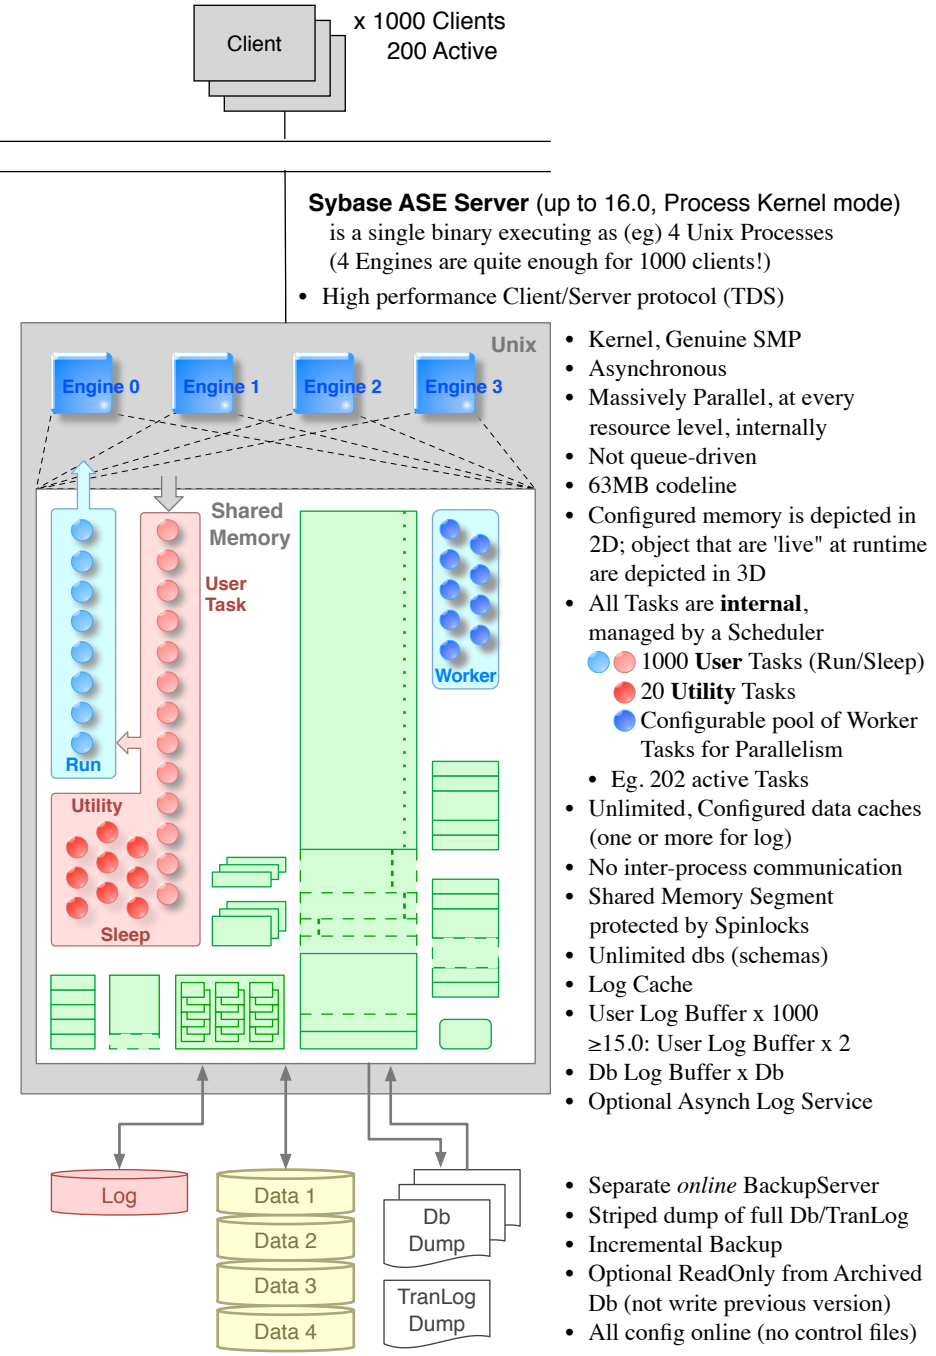 Client
x 1000 Clients
200 Active
Sybase ASE Server (up to 16.0, Process Kernel mode)
is a single binary executing as (eg) 4 Unix Processes
(4 Engines are quite enough for 1000 clients!)
• High performance Client/Server protocol (TDS)
Unix
Engine 0
Engine 1
Engine 2
Engine 3
Shared
Memory
User
Task
Worker
Run
Utility
Sleep
• Kernel, Genuine SMP
• Asynchronous
• Massively Parallel, at every
resource level, internally
• Not queue-driven
• 63MB codeline
• Configured memory is depicted in
2D; object that are 'live" at runtime
are depicted in 3D
• All Tasks are internal,
managed by a Scheduler
1000 User Tasks (Run/Sleep)
20 Utility Tasks
Configurable pool of Worker
Tasks for Parallelism
• Eg. 202 active Tasks
• Unlimited, Configured data caches
(one or more for log)
• No inter-process communication
• Shared Memory Segment
protected by Spinlocks
• Unlimited dbs (schemas)
• Log Cache
• User Log Buffer x 1000
≥15.0: User Log Buffer x 2
• Db Log Buffer x Db
• Optional Asynch Log Service
Log
Data 1
Data 2
Data 3
Data 4
Db
Dump
TranLog
Dump
• Separate online BackupServer
• Striped dump of full Db/TranLog
• Incremental Backup
• Optional ReadOnly from Archived
Db (not write previous version)
• All config online (no control files)